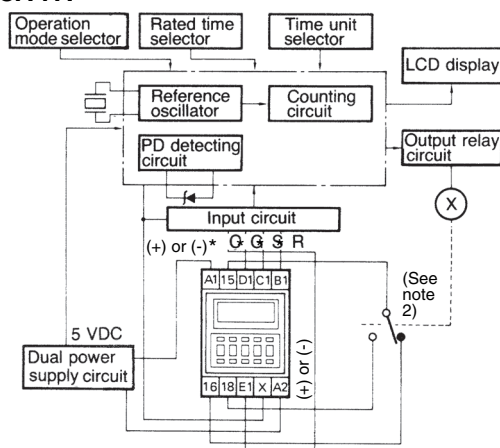 Operation
mode selector
Rated time
selector
Time unit
selector
LCD display
Reference
oscillator
Counting
circuit
PD detecting
circuit
Output relay
circuit
X
Input circuit
(+) or (-)* O G S R
A1 15 D1 C1 B1
(See
note
2)
5 VDC
Dual power
supply circuit
(+) or (-)
16 18 E1 X A2